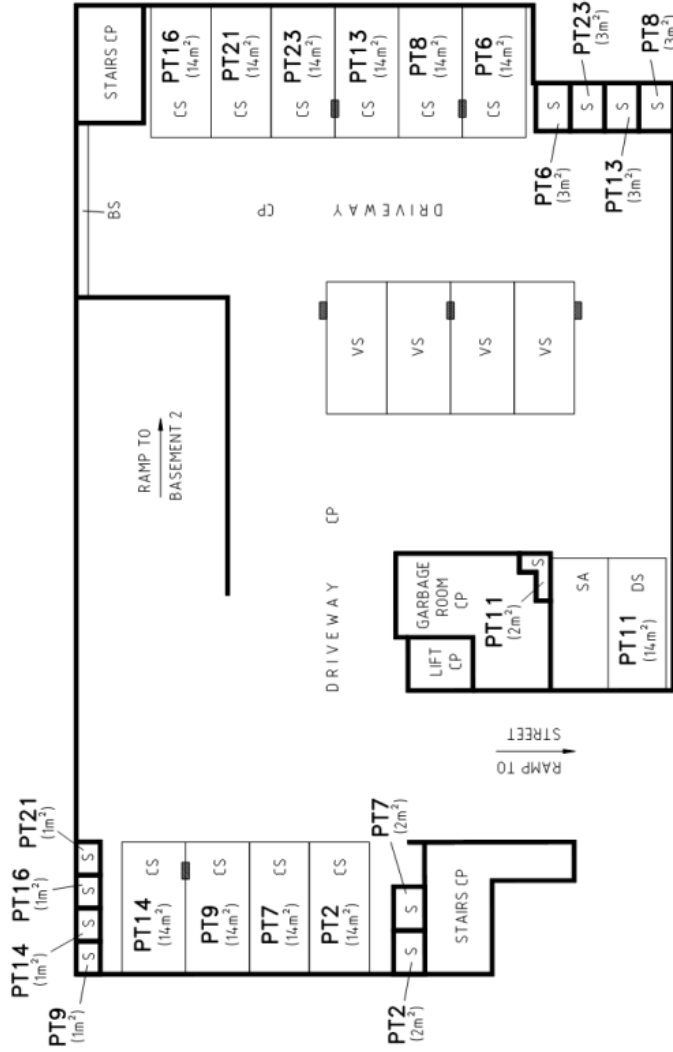 STAIRS CP
PT16
(14m²)
CS
PT21
(14m²)
CS
PT23
(14m²)
CS
PT13
(14m²)
CS
PT8
(14m²)
CS
PT6
(14m²)
CS
PT23
(3m²)
PT8
(3m²)
S
S
S
S
PT6
(3m²)
PT13
(3m²)
BS
DRIVEWAY
CP
VS
VS
VS
VS
RAMP TO
BASEMENT 2
DRIVEWAY
CP
GARBAGE
ROOM
CP
LIFT
CP
PT11
(2m²)
S
SA
DS
PT11
(14m²)
RAMP TO
STREET
PT21
(1m²)
PT16
(1m²)
PT14
(1m²)
PT9
(1m²)
S
S
S
S
CS
PT14
(14m²)
CS
PT9
(14m²)
CS
PT7
(14m²)
CS
PT2
(14m²)
PT7
(2m²)
S
S
PT2
(2m²)
STAIRS CP